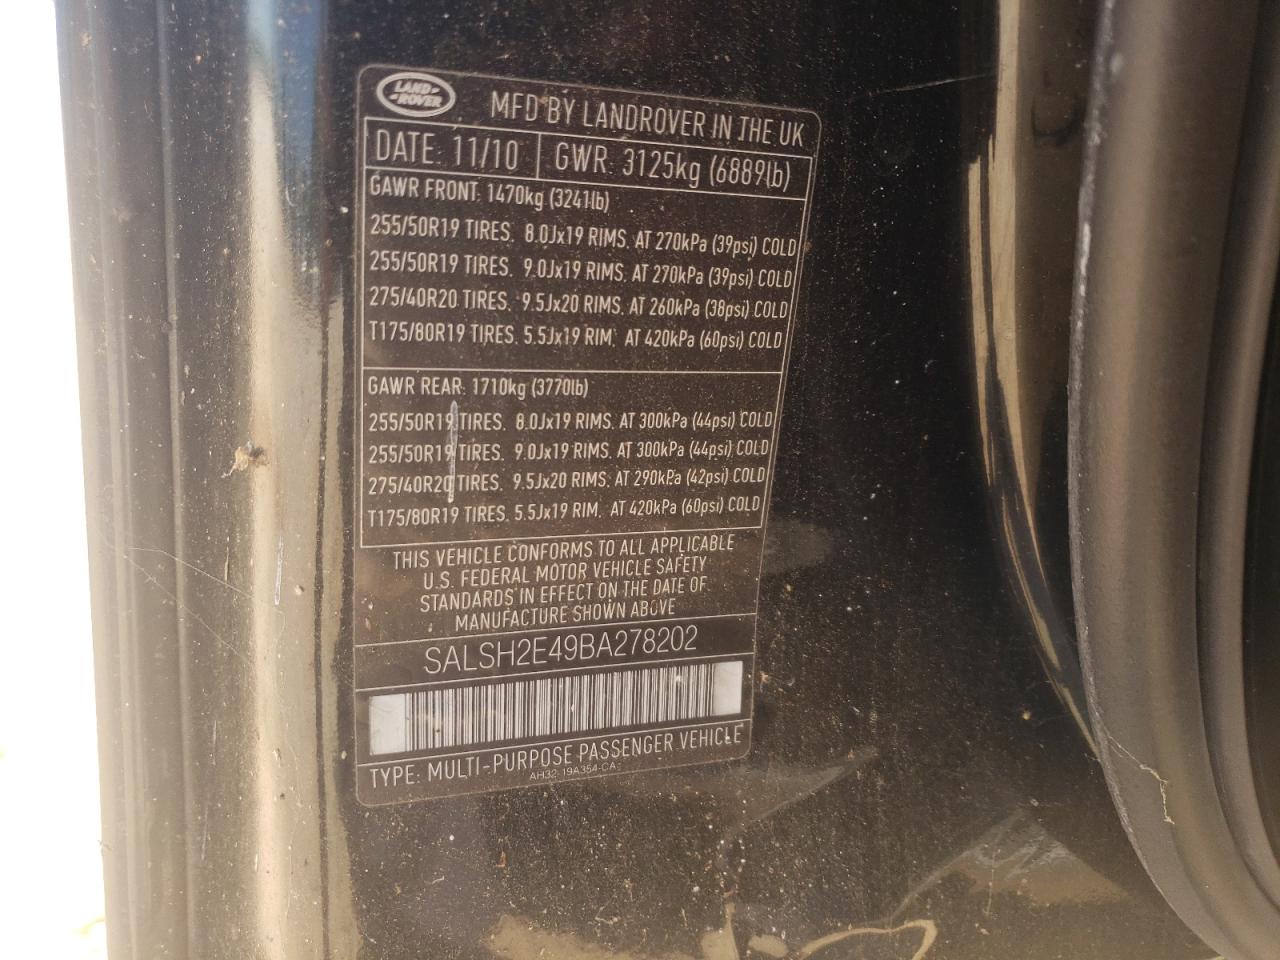 LAND-
-ROVER
MFD BY LANDROVER IN THE UK
DATE: 11/10 GWR: 3125kg (6889lb)
GAWR FRONT: 1470kg (3241lb)
255/50R19 TIRES. 8.0Jx19 RIMS. AT 270kPa (39psi) COLD
255/50R19 TIRES. 9.0Jx19 RIMS. AT 270kPa (39psi) COLD
275/40R20 TIRES. 9.5Jx20 RIMS. AT 260kPa (38psi) COLD
T175/80R19 TIRES. 5.5Jx19 RIM. AT 420kPa (60psi) COLD
GAWR REAR: 1710kg (3770lb)
255/50R19 TIRES. 8.0Jx19 RIMS. AT 300kPa (44psi) COLD
255/50R19 TIRES. 9.0Jx19 RIMS. AT 300kPa (44psi) COLD
275/40R20 TIRES. 9.5Jx20 RIMS. AT 290kPa (42psi) COLD
T175/80R19 TIRES. 5.5Jx19 RIM. AT 420kPa (60psi) COLD
THIS VEHICLE CONFORMS TO ALL APPLICABLE
U.S. FEDERAL MOTOR VEHICLE SAFETY
STANDARDS IN EFFECT ON THE DATE OF
MANUFACTURE SHOWN ABOVE
SALSH2E49BA278202
TYPE: MULTI-PURPOSE PASSENGER VEHICLE
AH32-19A354-CA